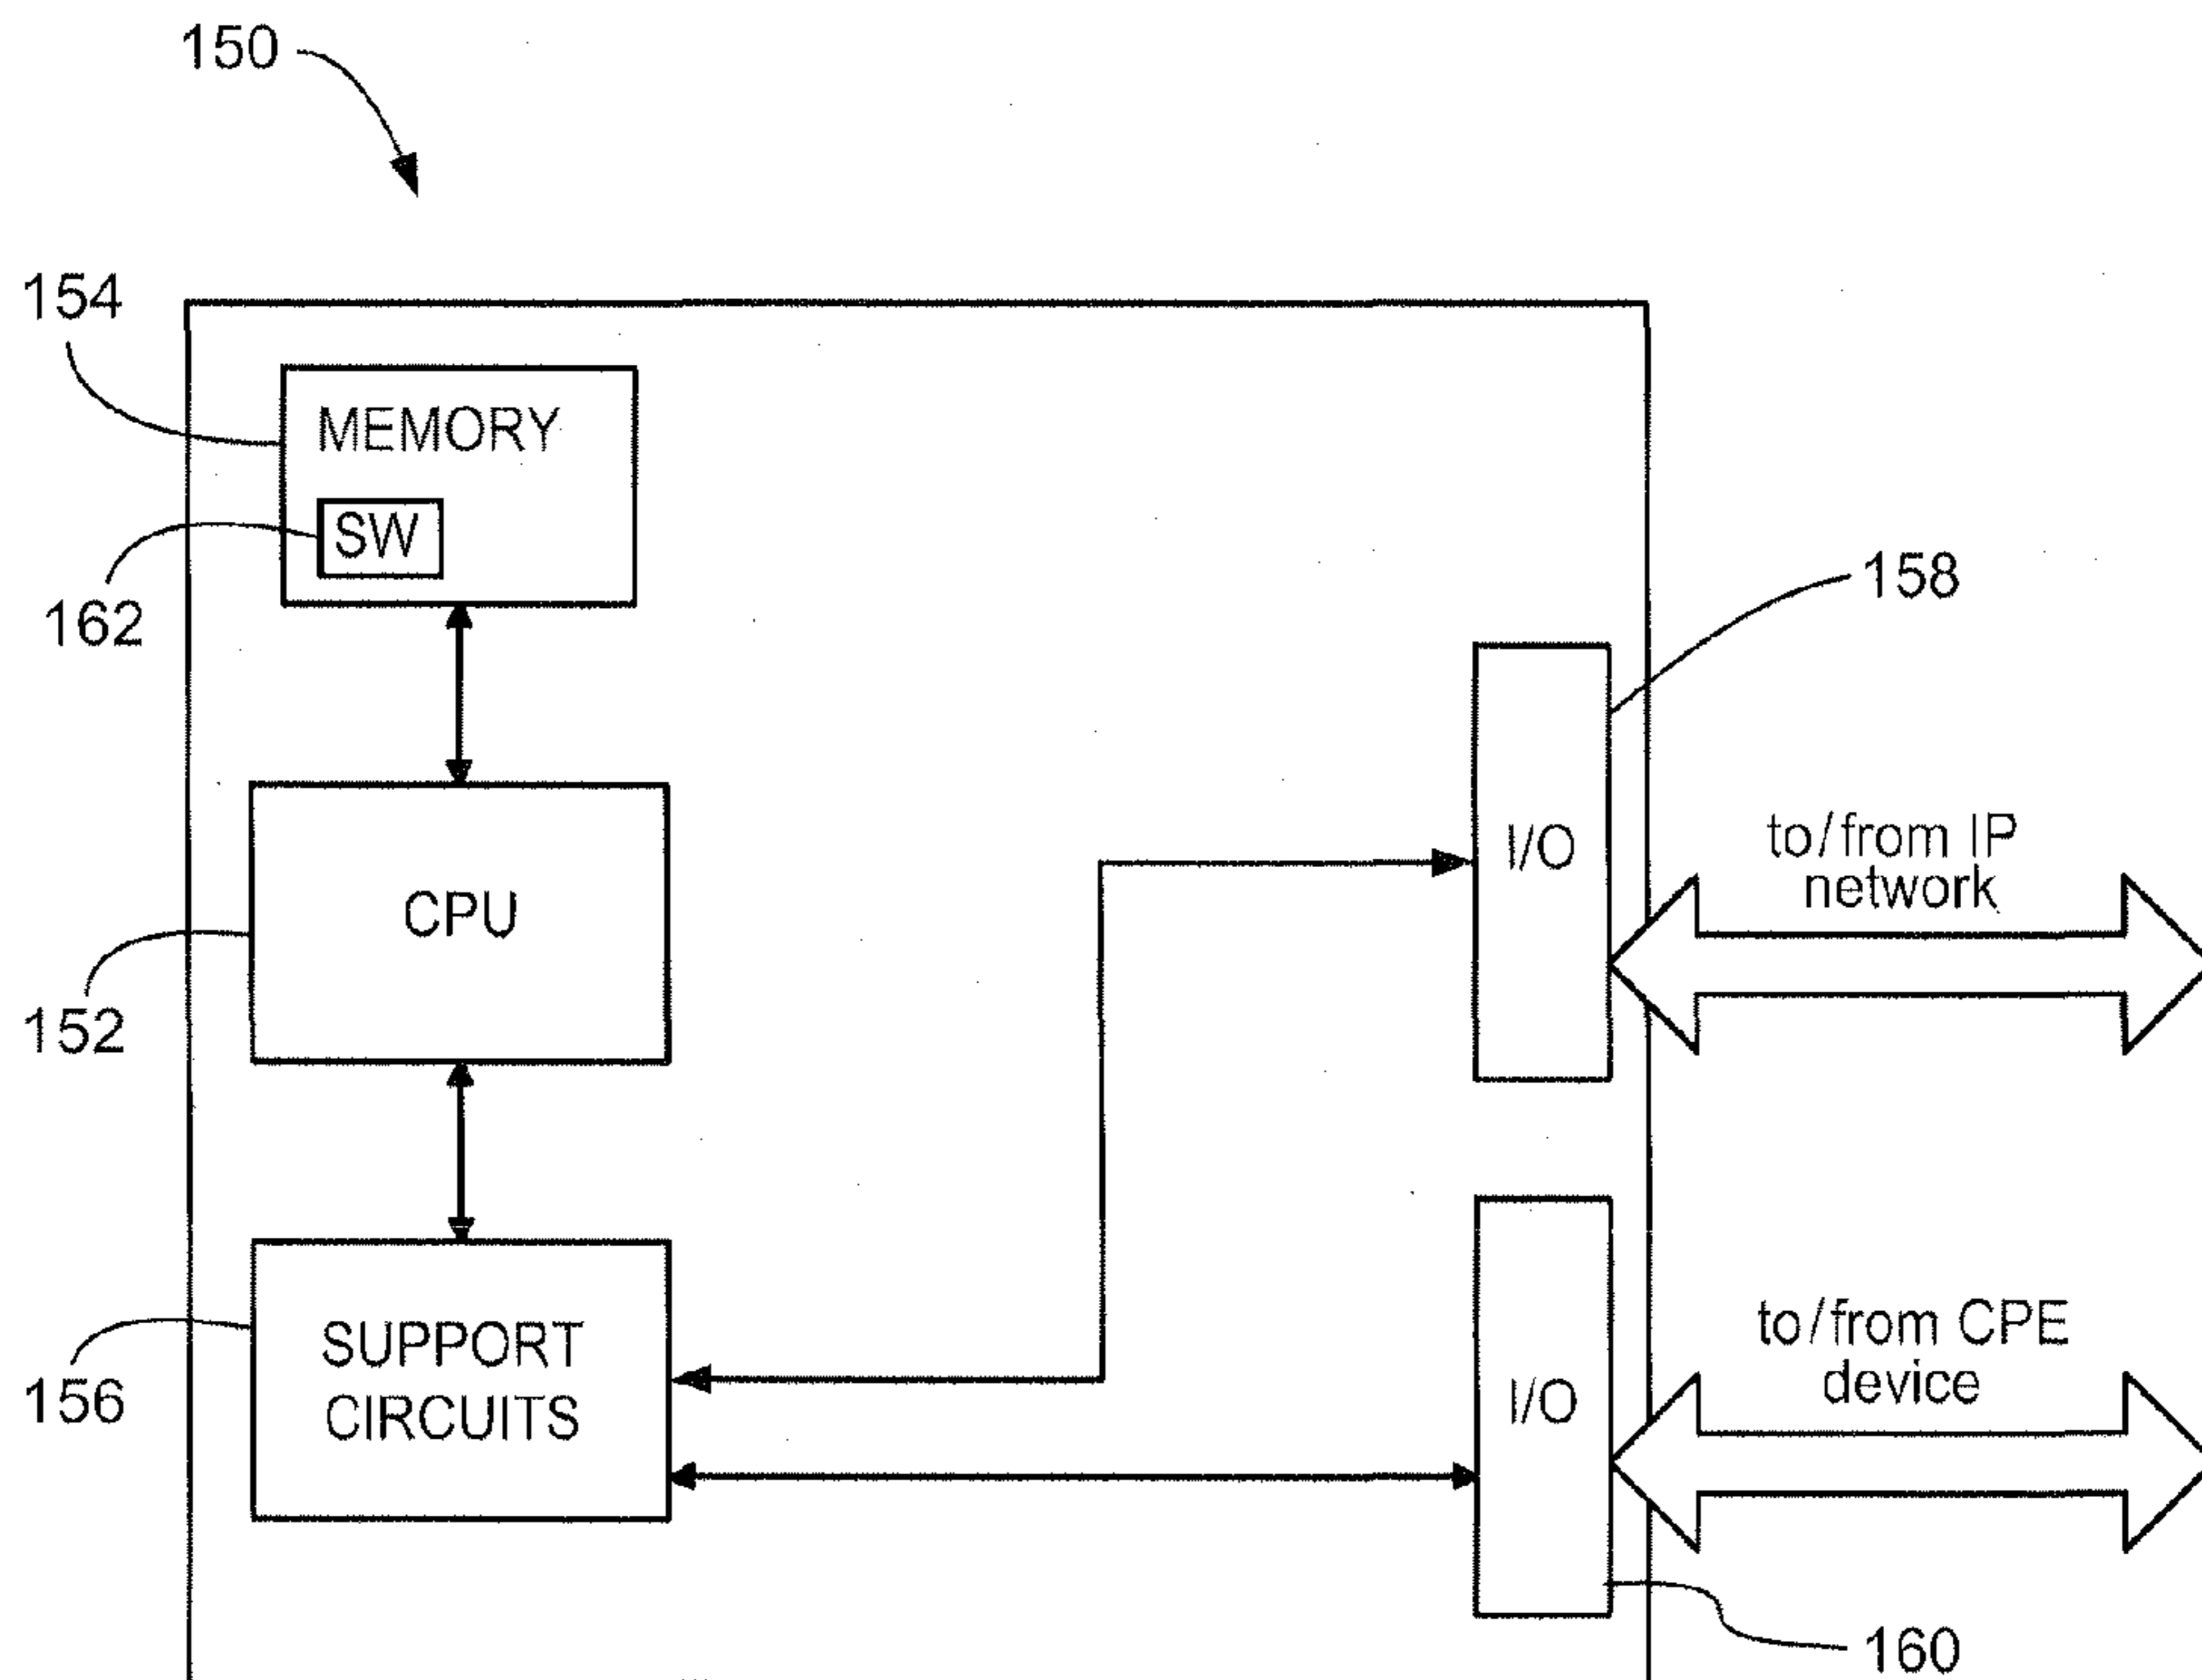 150
154
MEMORY
SW
162
158
I/O
to/from IP
network
CPU
152
SUPPORT
CIRCUITS
156
I/O
to/from CPE
device
160